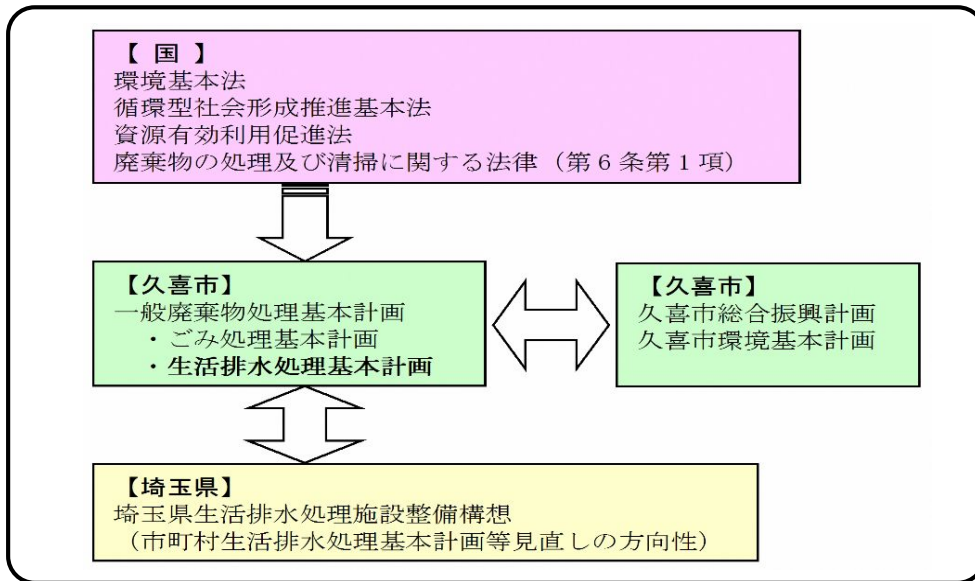 【 国 】
環境基本法
循環型社会形成推進基本法
資源有効利用促進法
廃棄物の処理及び清掃に関する法律（第６条第１項）
【久喜市】
一般廃棄物処理基本計画
・ごみ処理基本計画
・生活排水処理基本計画
【久喜市】
久喜市総合振興計画
久喜市環境基本計画
【埼玉県】
埼玉県生活排水処理施設整備構想
（市町村生活排水処理基本計画等見直しの方向性）